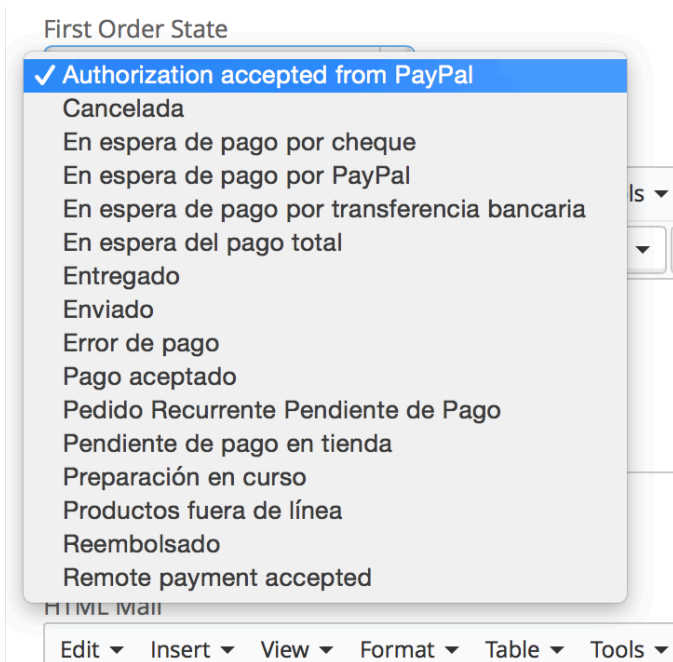 First Order State
✓ Authorization accepted from PayPal
Cancelada
En espera de pago por cheque
En espera de pago por PayPal
En espera de pago por transferencia bancaria
En espera del pago total
Entregado
Enviado
Error de pago
Pago aceptado
Pedido Recurrente Pendiente de Pago
Pendiente de pago en tienda
Preparación en curso
Productos fuera de línea
Reembolsado
Remote payment accepted
HTML Mail
Edit Insert View Format Table Tools